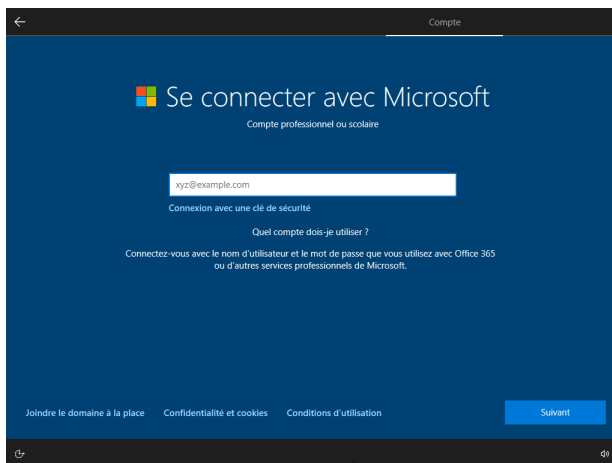 Compte
Se connecter avec Microsoft
Compte professionnel ou scolaire
xyz@example.com
Connexion avec une clé de sécurité
Quel compte dois-je utiliser ?
Connectez-vous avec le nom d'utilisateur et le mot de passe que vous utilisez avec Office 365
ou d'autres services professionnels de Microsoft.
Joindre le domaine à la place Confidentialité et cookies Conditions d'utilisation Suivant